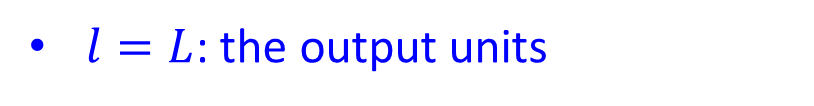 • l = L: the output units